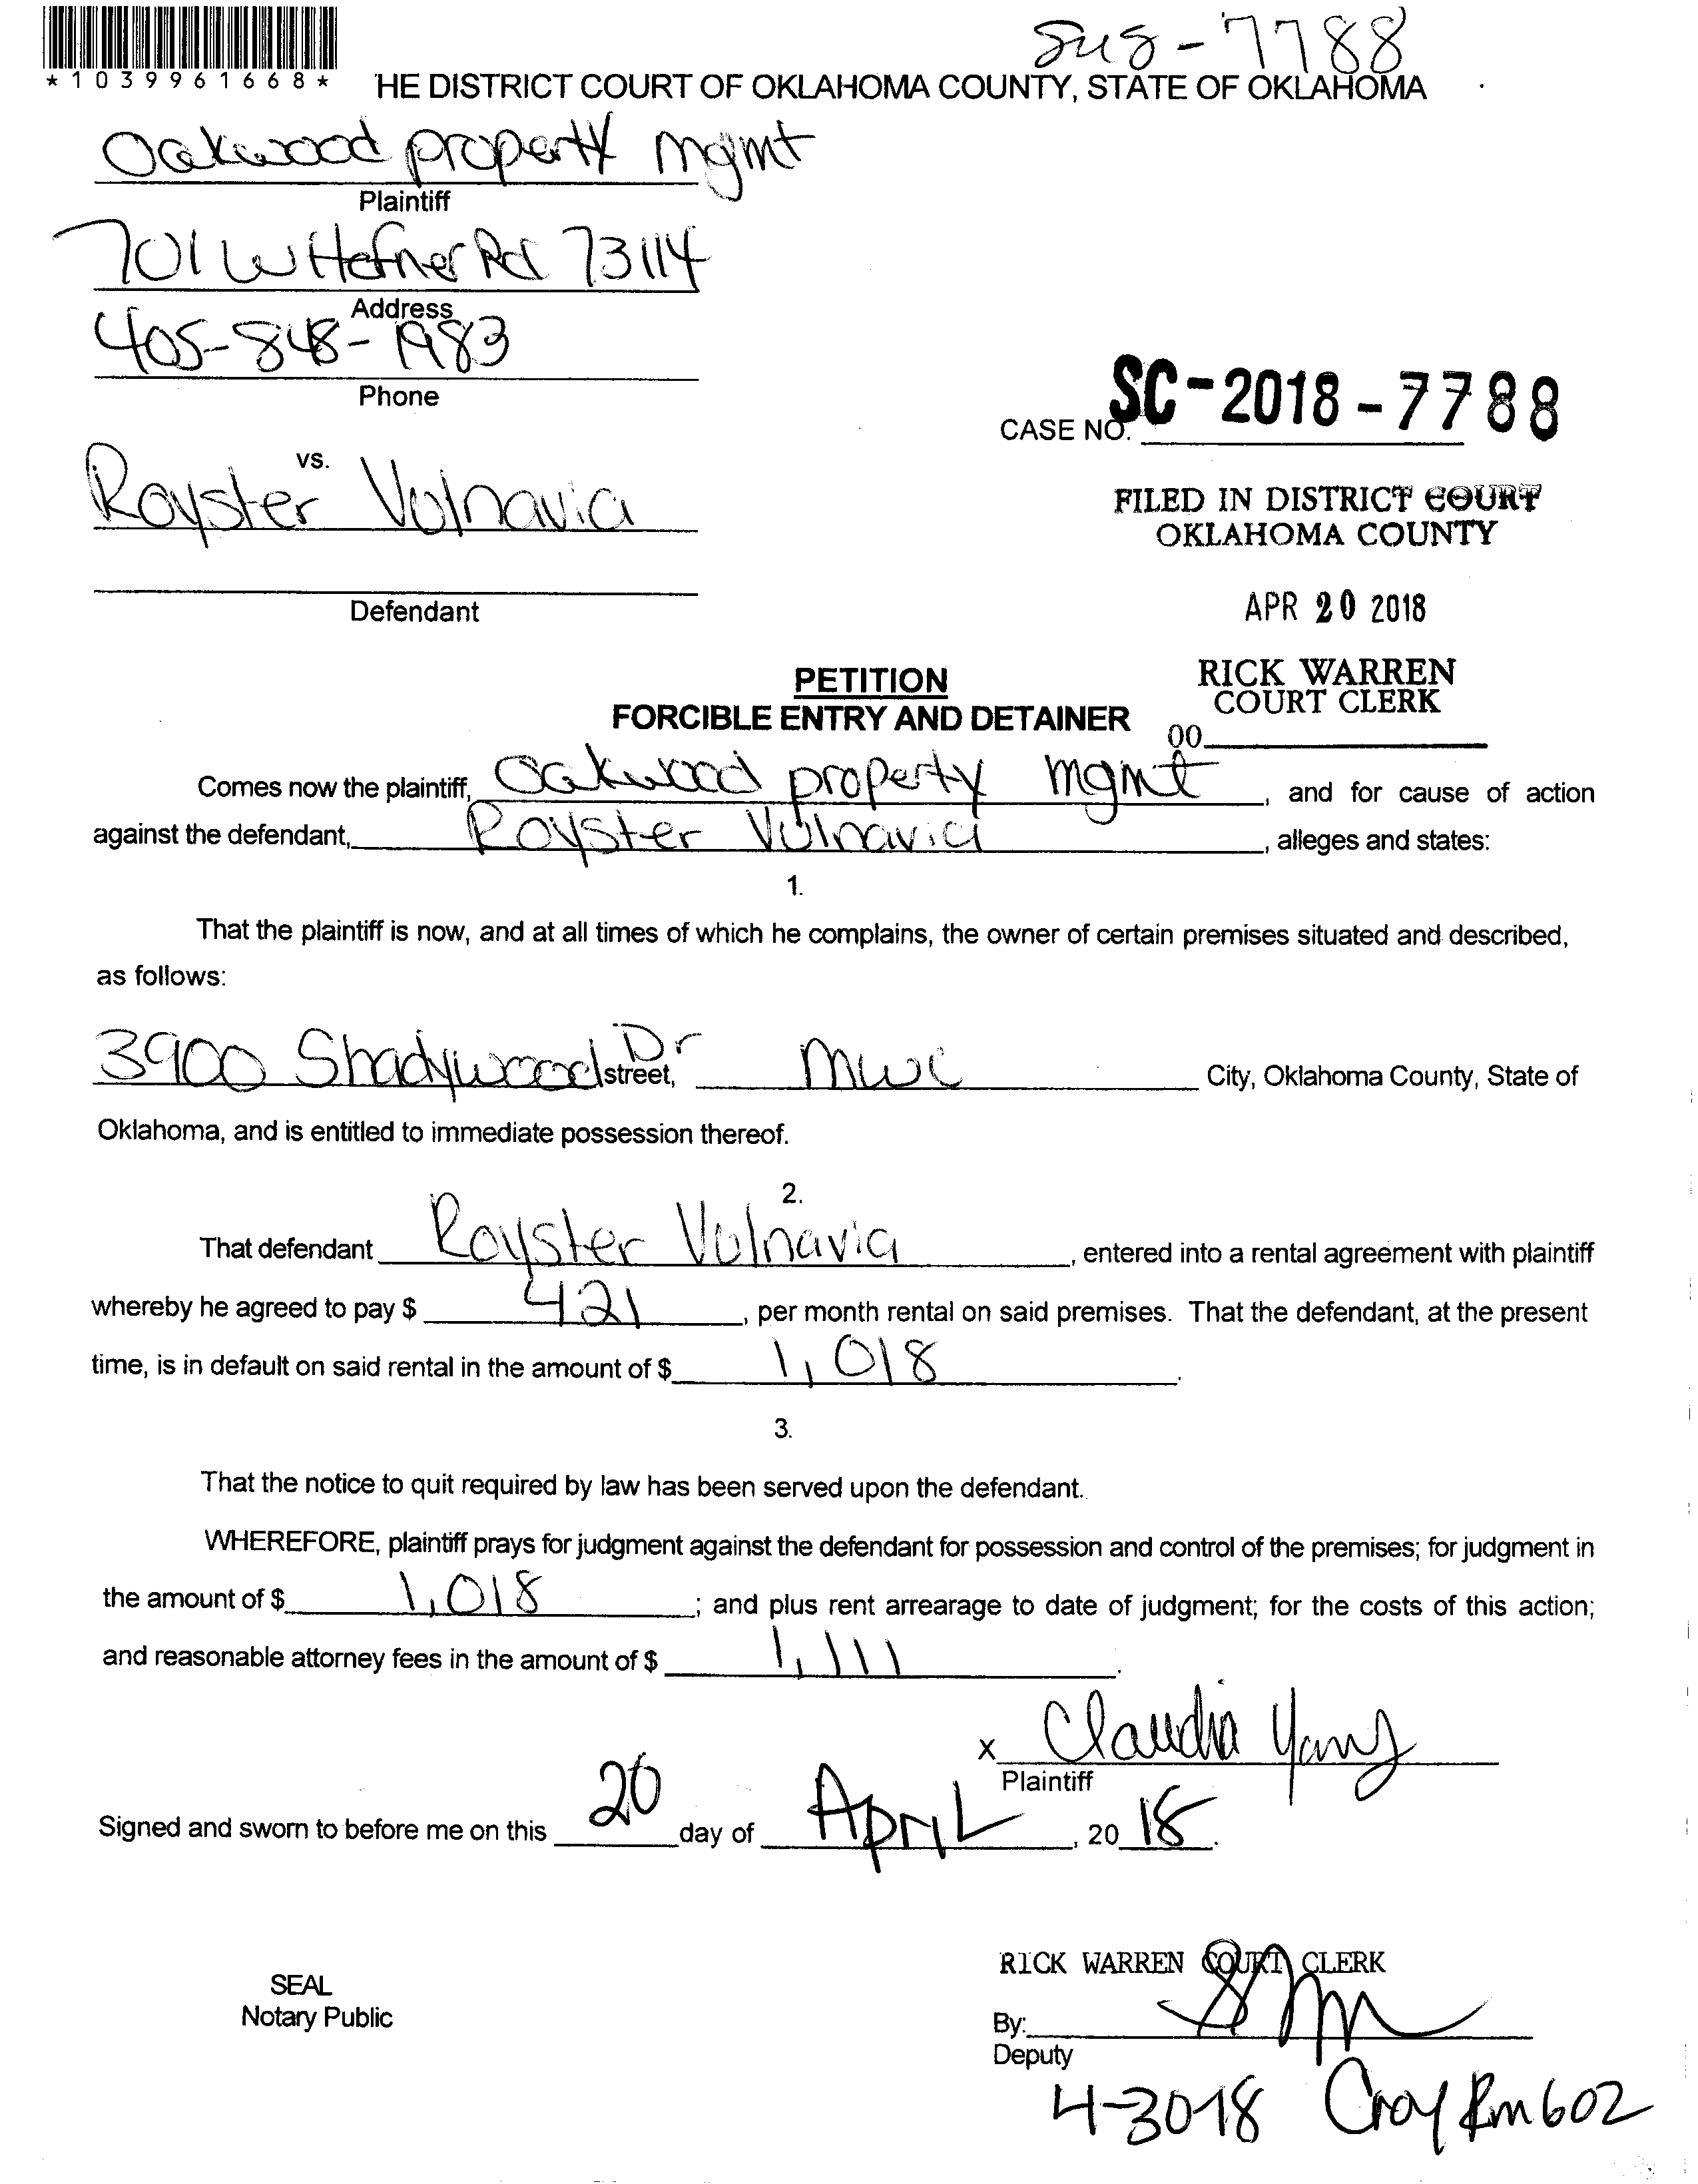 Sc18-7788
*1039961668*
HE DISTRICT COURT OF OKLAHOMA COUNTY, STATE OF OKLAHOMA
Oakwood property mgmt
Plaintiff
701 W Hefner Rd 73114
Address
405-848-1983
Phone
CASE NO. SC-2018-7788
vs.
Royster Volnavia
FILED IN DISTRICT COURT
OKLAHOMA COUNTY
Defendant
APR 20 2018
RICK WARREN
COURT CLERK
00
PETITION
FORCIBLE ENTRY AND DETAINER
Comes now the plaintiff, Oakwood property mgmt, and for cause of action
against the defendant, Royster Volnavia, alleges and states:
1.
That the plaintiff is now, and at all times of which he complains, the owner of certain premises situated and described,
as follows:
3900 Shadywood Dr street, MWC City, Oklahoma County, State of
Oklahoma, and is entitled to immediate possession thereof.
2.
That defendant Royster Volnavia, entered into a rental agreement with plaintiff
whereby he agreed to pay $ 421, per month rental on said premises. That the defendant, at the present
time, is in default on said rental in the amount of $ 1,018.
3.
That the notice to quit required by law has been served upon the defendant.
WHEREFORE, plaintiff prays for judgment against the defendant for possession and control of the premises; for judgment in
the amount of $ 1,018; and plus rent arrearage to date of judgment; for the costs of this action;
and reasonable attorney fees in the amount of $ 1,111.
x Claudia Yany
Plaintiff
Signed and sworn to before me on this 20 day of April, 20 18.
RICK WARREN COURT CLERK
SEAL
Notary Public
By:
Deputy
4-30-18 Croy Rm 602